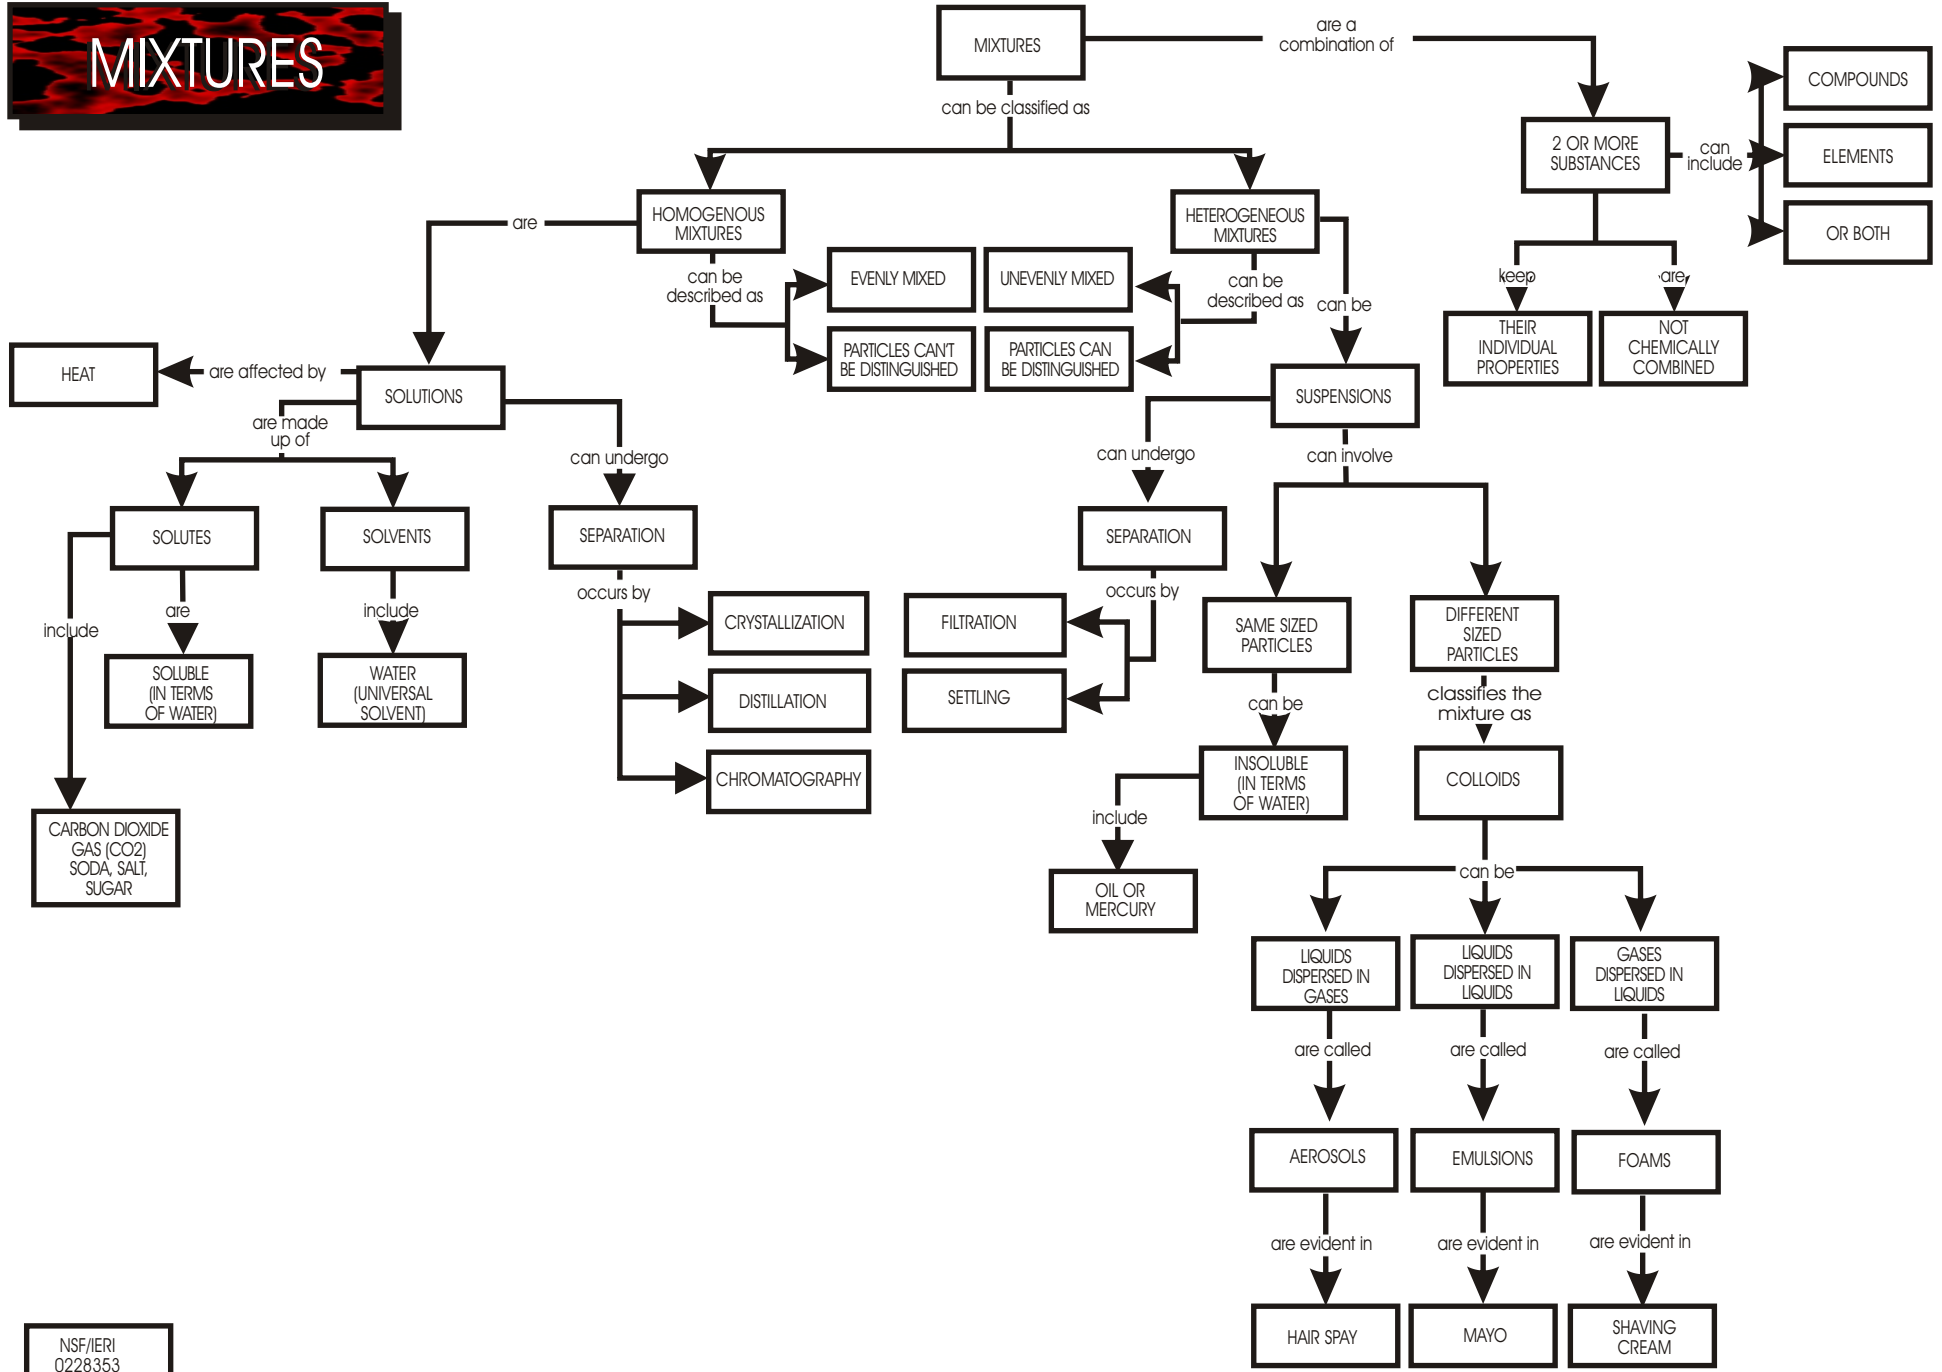 MIXTURES
MIXTURES
are a
combination of
can be classified as
2 OR MORE
SUBSTANCES
can
include
COMPOUNDS
ELEMENTS
OR BOTH
keep
are
THEIR
INDIVIDUAL
PROPERTIES
NOT
CHEMICALLY
COMBINED
HOMOGENOUS
MIXTURES
are
can be
described as
EVENLY MIXED
PARTICLES CAN'T
BE DISTINGUISHED
HETEROGENEOUS
MIXTURES
can be
described as
UNEVENLY MIXED
PARTICLES CAN
BE DISTINGUISHED
can be
SOLUTIONS
are affected by
HEAT
are made
up of
SOLUTES
SOLVENTS
include
are
include
SOLUBLE
(IN TERMS
OF WATER)
WATER
(UNIVERSAL
SOLVENT)
CARBON DIOXIDE
GAS (CO2)
SODA, SALT,
SUGAR
can undergo
SEPARATION
occurs by
CRYSTALLIZATION
DISTILLATION
CHROMATOGRAPHY
SUSPENSIONS
can undergo
SEPARATION
occurs by
FILTRATION
SETTLING
can involve
SAME SIZED
PARTICLES
can be
INSOLUBLE
(IN TERMS
OF WATER)
include
OIL OR
MERCURY
DIFFERENT
SIZED
PARTICLES
classifies the
mixture as
COLLOIDS
can be
LIQUIDS
DISPERSED IN
GASES
LIQUIDS
DISPERSED IN
LIQUIDS
GASES
DISPERSED IN
LIQUIDS
are called
are called
are called
AEROSOLS
EMULSIONS
FOAMS
are evident in
are evident in
are evident in
HAIR SPAY
MAYO
SHAVING
CREAM
NSF/IERI
0228353